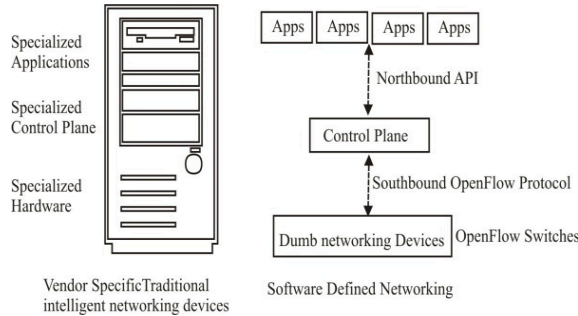 Specialized
Applications
Specialized
Control Plane
Specialized
Hardware
Vendor SpecificTraditional
intelligent networking devices
Apps Apps Apps Apps
Northbound API
Control Plane
Southbound OpenFlow Protocol
Dumb networking Devices OpenFlow Switches
Software Defined Networking